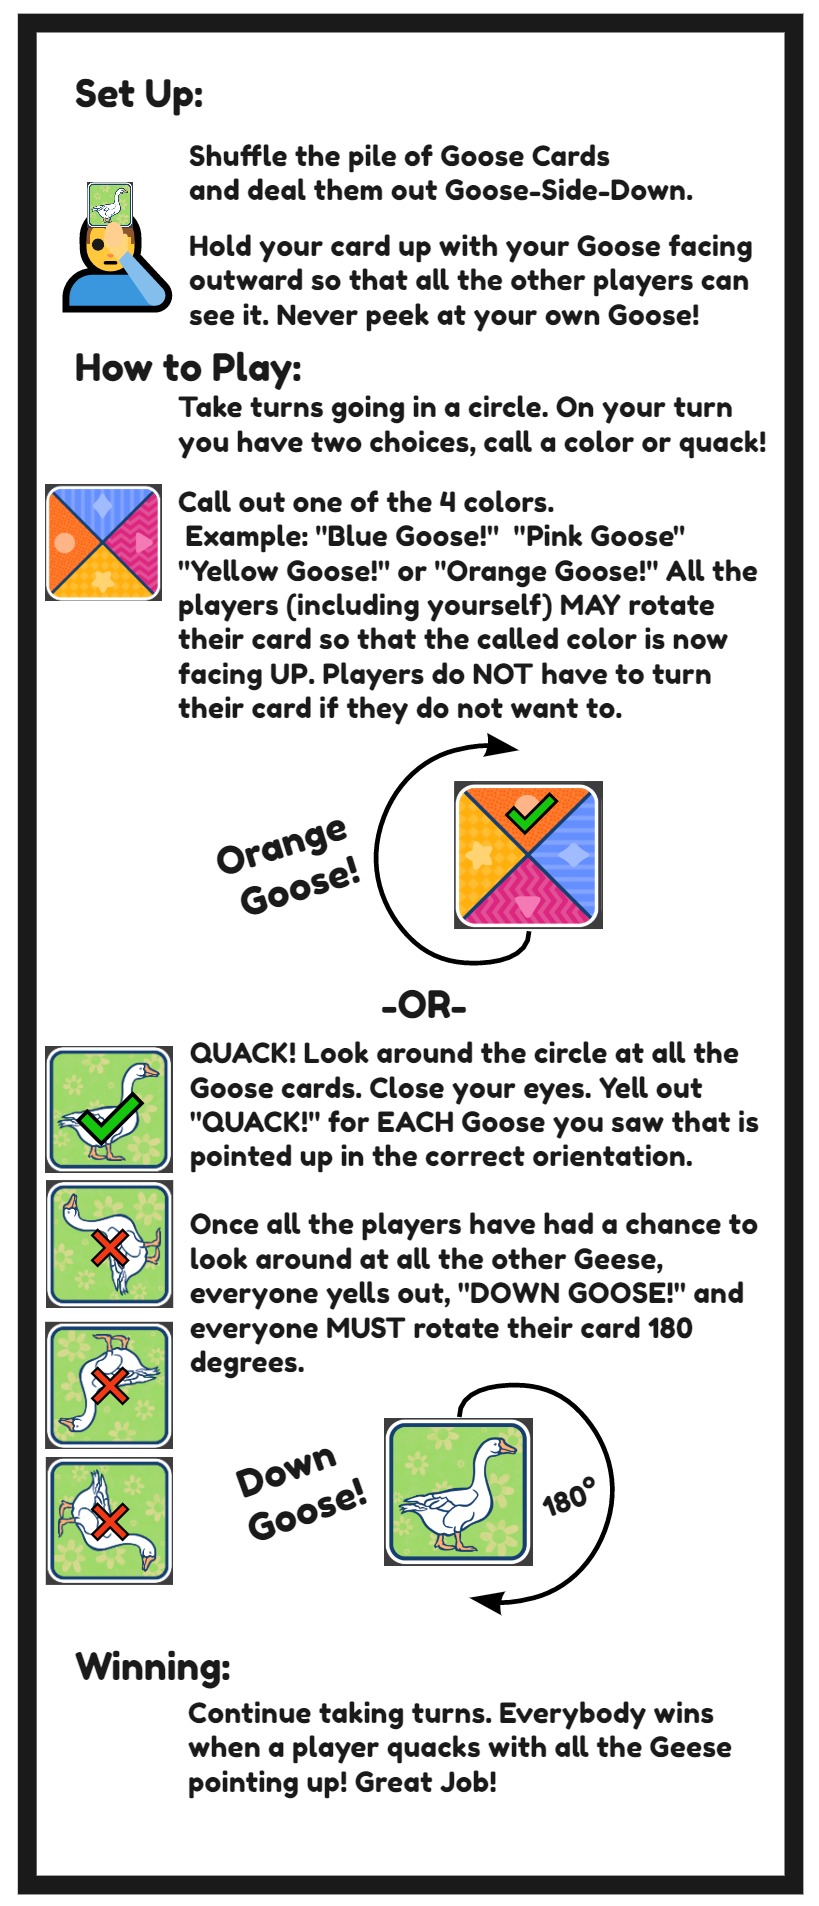 Set Up:
Shuffle the pile of Goose Cards
and deal them out Goose-Side-Down.
Hold your card up with your Goose facing
outward so that all the other players can
see it. Never peek at your own Goose!
How to Play:
Take turns going in a circle. On your turn
you have two choices, call a color or quack!
Call out one of the 4 colors.
Example: "Blue Goose!"  "Pink Goose"
"Yellow Goose!" or "Orange Goose!" All the
players (including yourself) MAY rotate
their card so that the called color is now
facing UP. Players do NOT have to turn
their card if they do not want to.
Orange
Goose!
-OR-
QUACK! Look around the circle at all the
Goose cards. Close your eyes. Yell out
"QUACK!" for EACH Goose you saw that is
pointed up in the correct orientation.
Once all the players have had a chance to
look around at all the other Geese,
everyone yells out, "DOWN GOOSE!" and
everyone MUST rotate their card 180
degrees.
Down
Goose!
180°
Winning:
Continue taking turns. Everybody wins
when a player quacks with all the Geese
pointing up! Great Job!